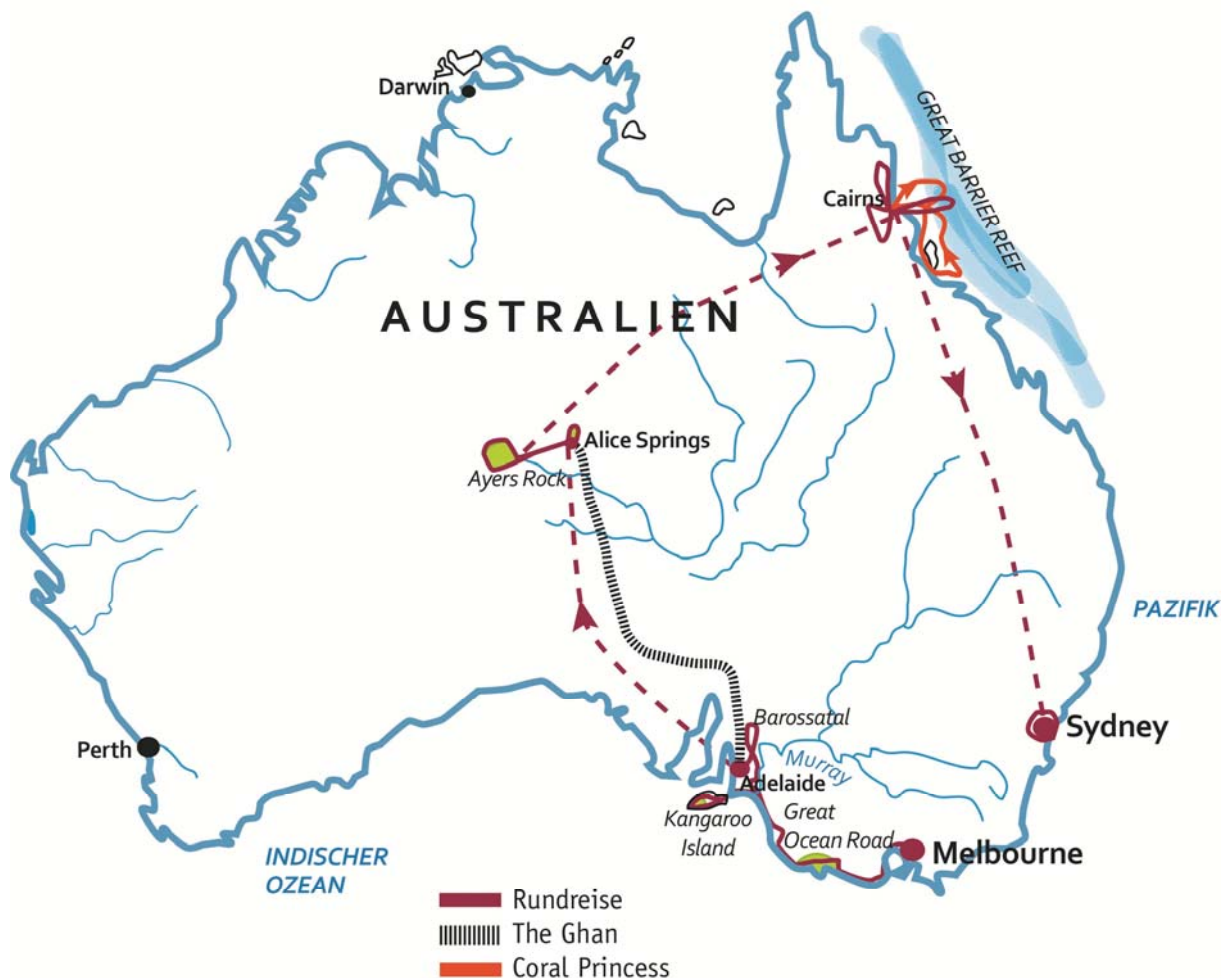 Darwin
GREAT BARRIER REEF
Cairns
AUSTRALIEN
Alice Springs
Ayers Rock
PAZIFIK
Barossatal
Sydney
Perth
Murray
Adelaide
Kangaroo
Island
Great
Ocean Road
Melbourne
INDISCHER
OZEAN
Rundreise
The Ghan
Coral Princess